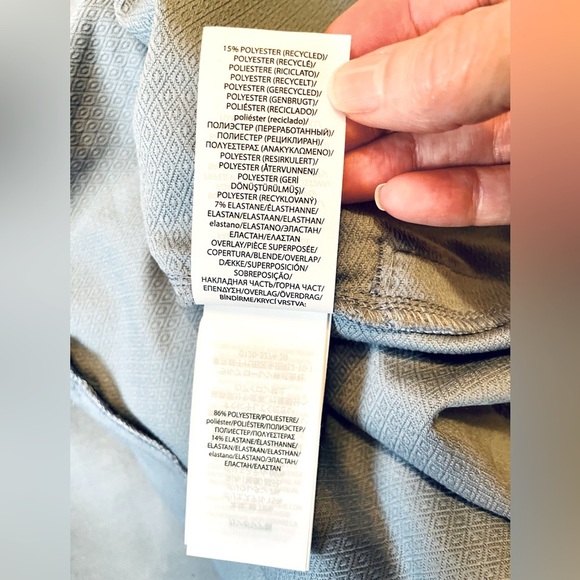 15% POLYESTER (RECYCLED)/
POLYESTER (RECYCLÉ)/
POLIESTERE (RICICLATO)/
POLYESTER (RECYCELT)/
POLYESTER (GERECYCLED)/
POLYESTER (GENBRUGT)/
POLIÉSTER (RECICLADO)/
poliéster (reciclado)/
ПОЛИЭСТЕР (ПЕРЕРАБОТАННЫЙ)/
ПОЛИЕСТЕР (РЕЦИКЛИРАН)/
ΠΟΛΥΕΣΤΕΡΑΣ (ΑΝΑΚΥΚΛΩΜΕΝΟ)/
POLYESTER (RESIRKULERT)/
POLYESTER (ÅTERVUNNEN)/
POLYESTER (GERİ
DÖNÜŞTÜRÜLMÜŞ)/
POLYESTER (RECYKLOVANÝ)
7% ELASTANE/ÉLASTHANNE/
ELASTAN/ELASTAAN/ELASTHAN/
elastano/ELASTANO/ЭЛАСТАН/
ЕЛАСТАН/ΕΛΑΣΤΑΝ
OVERLAY/PIÈCE SUPERPOSÉE/
COPERTURA/BLENDE/OVERLAP/
DÆKKE/SUPERPOSICIÓN/
SOBREPOSIÇÃO/
НАКЛАДНАЯ ЧАСТЬ/ГОРНА ЧАСТ/
ΕΠΕΝΔΥΣΗ/OVERLAG/ÖVERDRAG/
BİNDİRME/KRYCÍ VRSTVA:
86% POLYESTER/POLIESTERE/
poliéster/POLIÉSTER/ПОЛИЭСТЕР/
ПОЛИЕСТЕР/ΠΟΛΥΕΣΤΕΡΑΣ
14% ELASTANE/ÉLASTHANNE/
ELASTAN/ELASTAAN/ELASTHAN/
elastano/ELASTANO/ЭЛАСТАН/
ЕЛАСТАН/ΕΛΑΣΤΑΝ